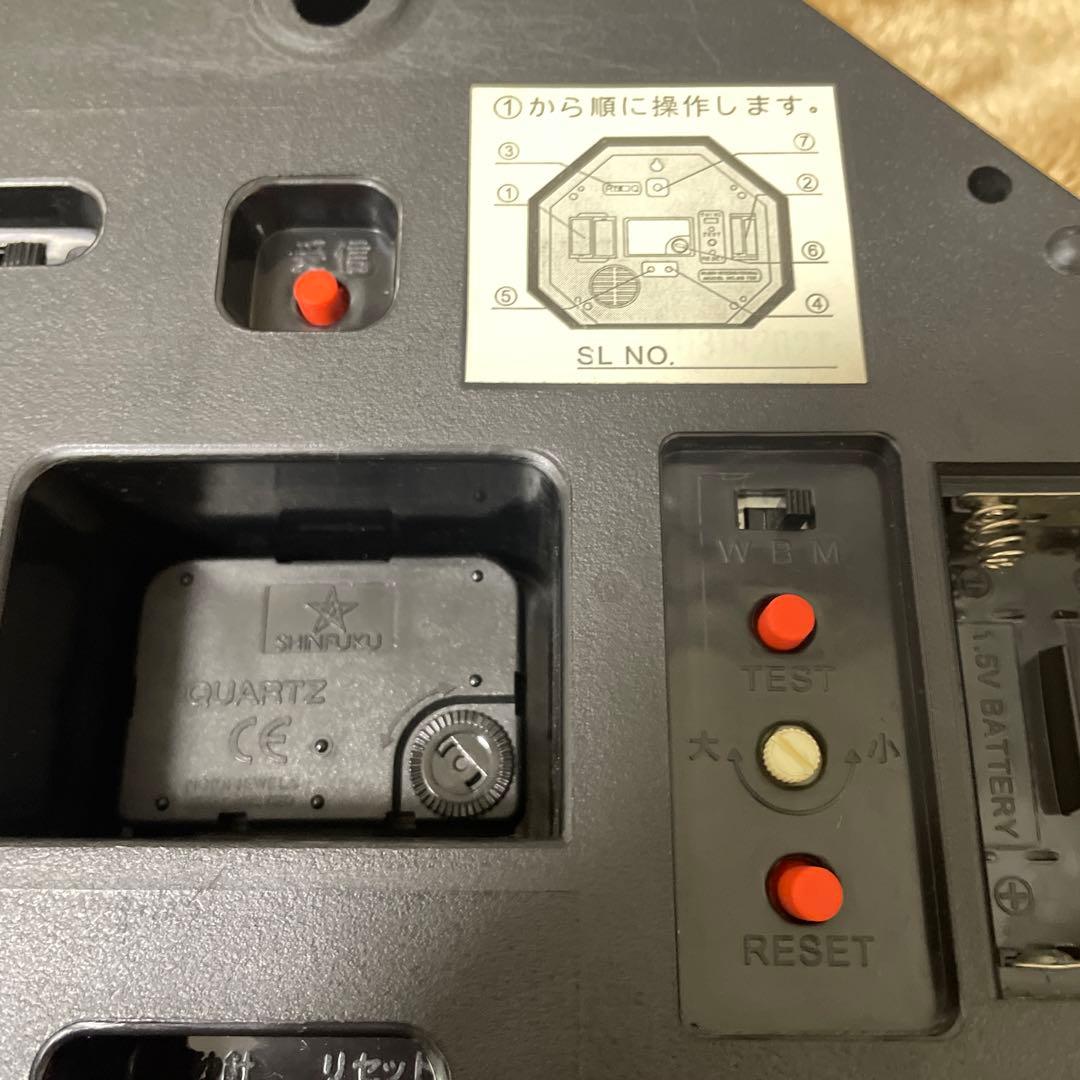 ①から順に操作します。
③
⑦
①
②
⑥
⑤
④
SL NO.
受信
W B M
TEST
大 小
RESET
SHINFUKU
QUARTZ
CE
1.5V BATTERY
リセット